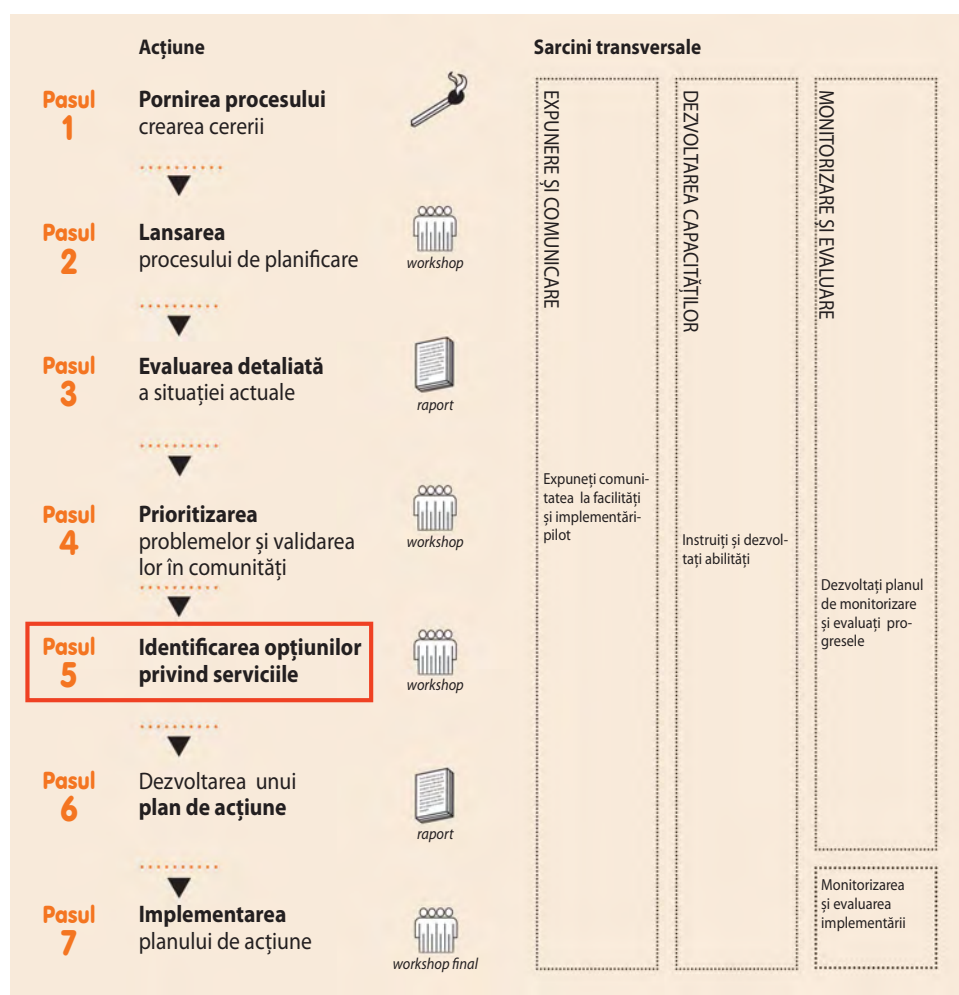 Acțiune
Sarcini transversale
Pasul
1
Pornirea procesului
crearea cererii
Pasul
2
Lansarea
procesului de planificare
workshop
Pasul
3
Evaluarea detaliată
a situației actuale
raport
Pasul
4
Prioritizarea
problemelor și validarea
lor în comunități
workshop
Pasul
5
Identificarea opțiunilor
privind serviciile
workshop
Pasul
6
Dezvoltarea unui
plan de acțiune
raport
Pasul
7
Implementarea
planului de acțiune
workshop final
EXPUNERE ȘI COMUNICARE
Expuneți comuni-
tatea la facilități
și implementări-
pilot
DEZVOLTAREA CAPACITĂȚILOR
Instruiți și dezvol-
tați abilități
MONITORIZARE ȘI EVALUARE
Dezvoltați planul
de monitorizare
și evaluați pro-
gresele
Monitorizarea
și evaluarea
implementării